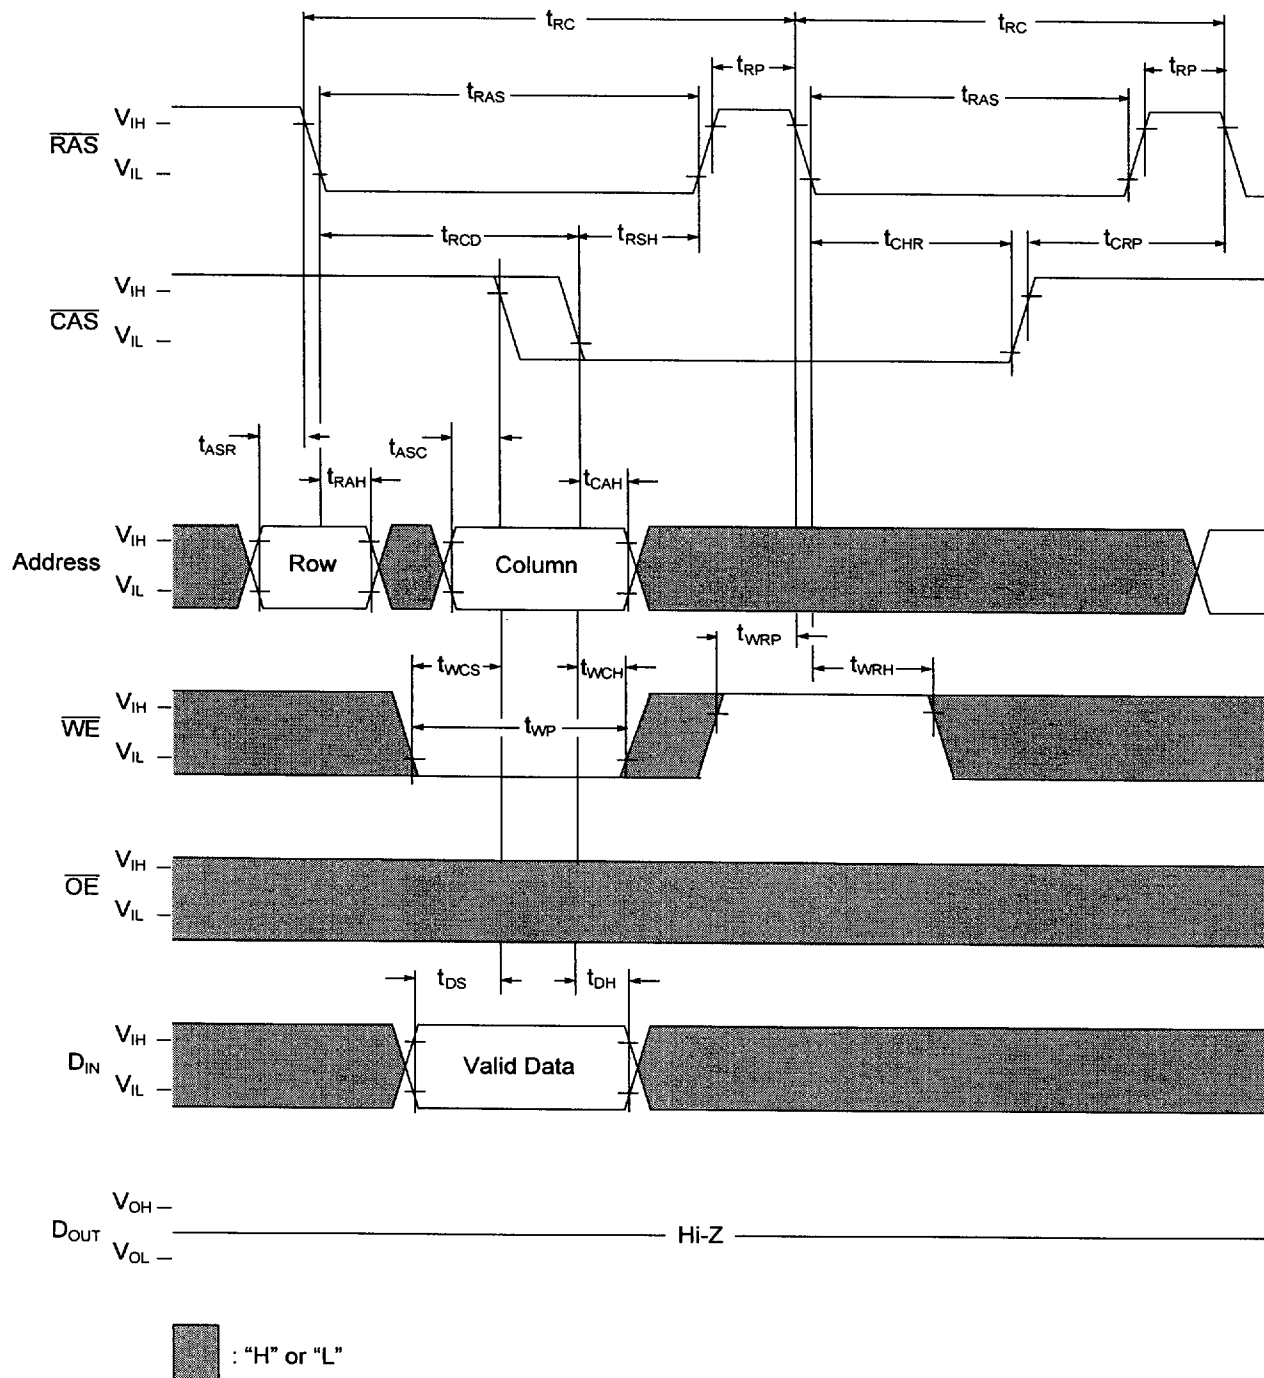 tRC tRC
tRP tRP
tRAS tRAS
RAS VIH
VIL
tRCD tRSH tCHR tCRP
CAS VIH
VIL
tASR tASC
tRAH tCAH
Address VIH
VIL
Row Column
tWRP
tWCS tWCH tWRH
WE VIH
VIL
tWP
OE VIH
VIL
tDS tDH
DIN VIH
VIL
Valid Data
DOUT VOH
VOL
Hi-Z
: “H” or “L”